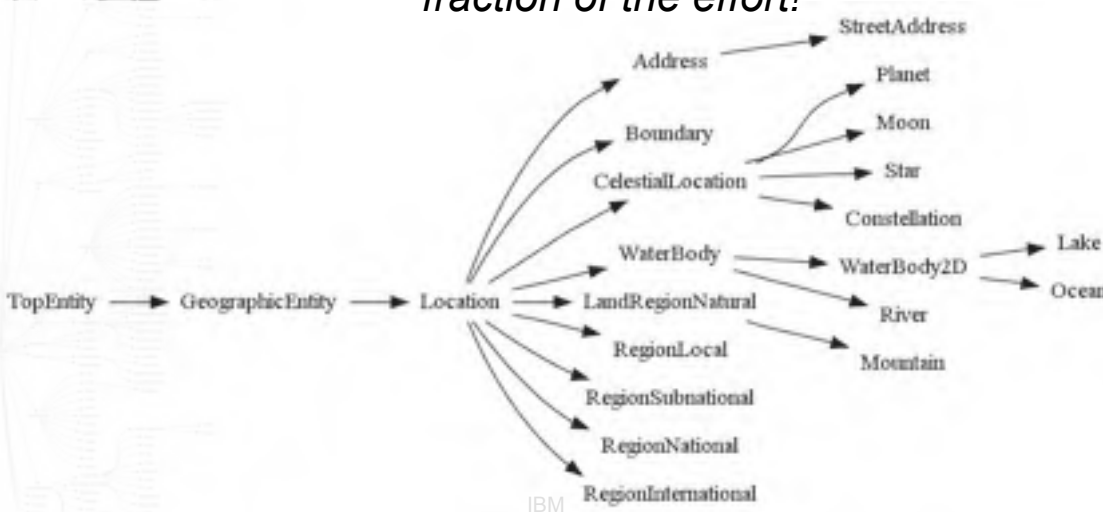 fraction of the effort!
StreetAddress
Address
Planet
Moon
Boundary
Star
CelestialLocation
Constellation
Lake
WaterBody
WaterBody2D
Ocean
TopEntity
GeographicEntity
Location
LandRegionNatural
River
RegionLocal
Mountain
RegionSubnational
RegionNational
RegionInternational
IBM